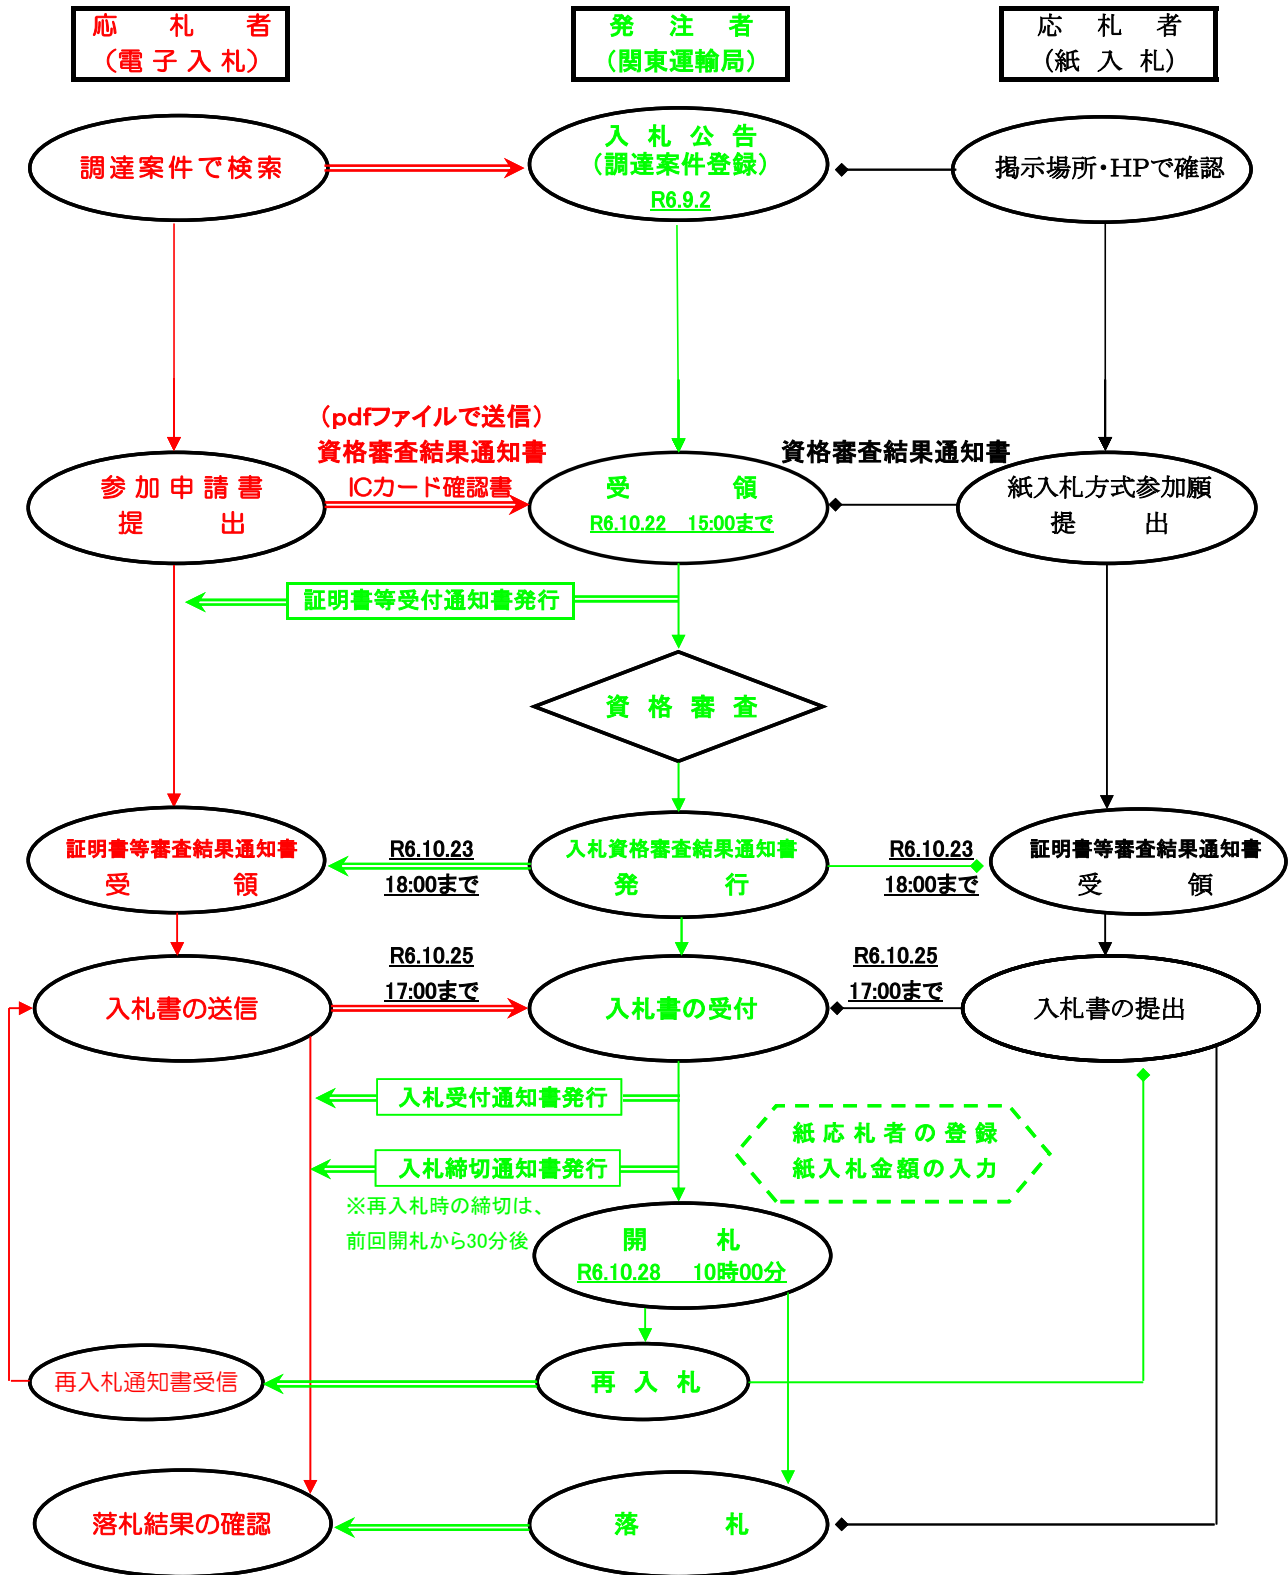 応　札　者
（電 子 入 札）
発　注　者
（関東運輸局）
応　札　者
（紙 入 札）
調達案件で検索
入 札 公 告
（調達案件登録）
R6.9.2
掲示場所・HPで確認
（pdfファイルで送信）
資格審査結果通知書
ICカード確認書
資格審査結果通知書
参加申請書
提　　出
受　　領
R6.10.22　15:00まで
紙入札方式参加願
提　　出
証明書等受付通知書発行
資 格 審 査
証明書等審査結果通知書
受　　領
R6.10.23
18:00まで
入札資格審査結果通知書
発　　行
R6.10.23
18:00まで
証明書等審査結果通知書
受　　領
入札書の送信
R6.10.25
17:00まで
入札書の受付
R6.10.25
17:00まで
入札書の提出
入札受付通知書発行
紙応札者の登録
紙入札金額の入力
入札締切通知書発行
※再入札時の締切は、
前回開札から30分後
開　　札
R6.10.28　10時00分
再入札通知書受信
再 入 札
落札結果の確認
落　　札